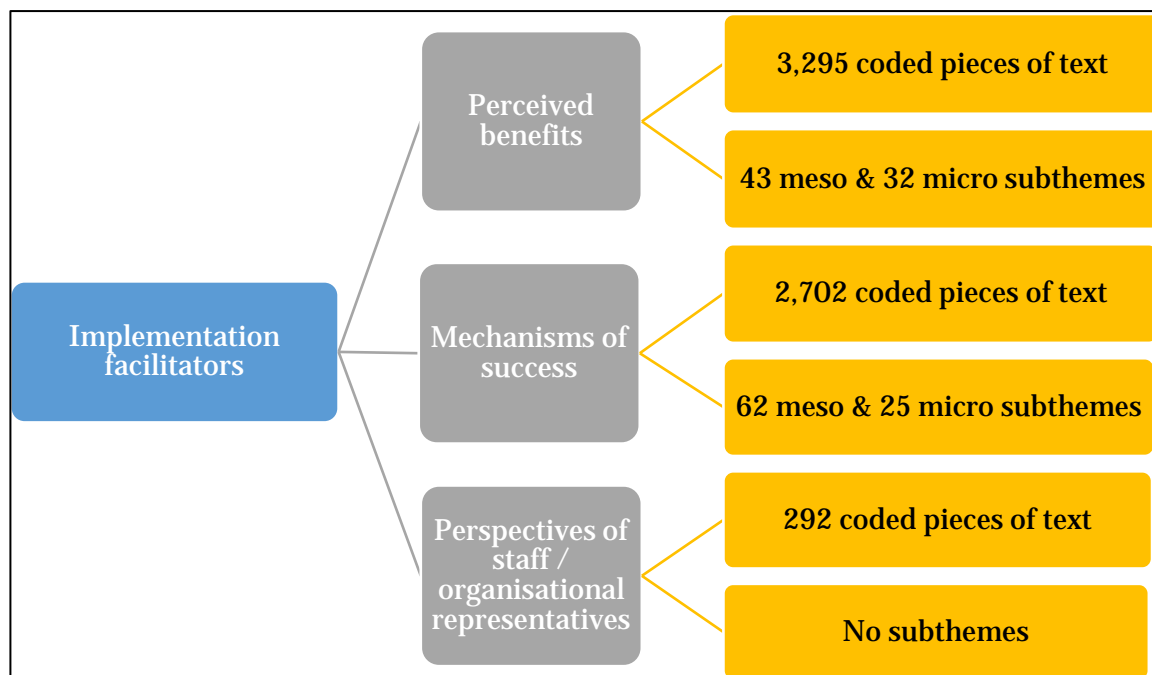 Implementation
facilitators
Perceived
benefits
3,295 coded pieces of text
43 meso & 32 micro subthemes
Mechanisms of
success
2,702 coded pieces of text
62 meso & 25 micro subthemes
Perspectives of
staff /
organisational
representatives
292 coded pieces of text
No subthemes